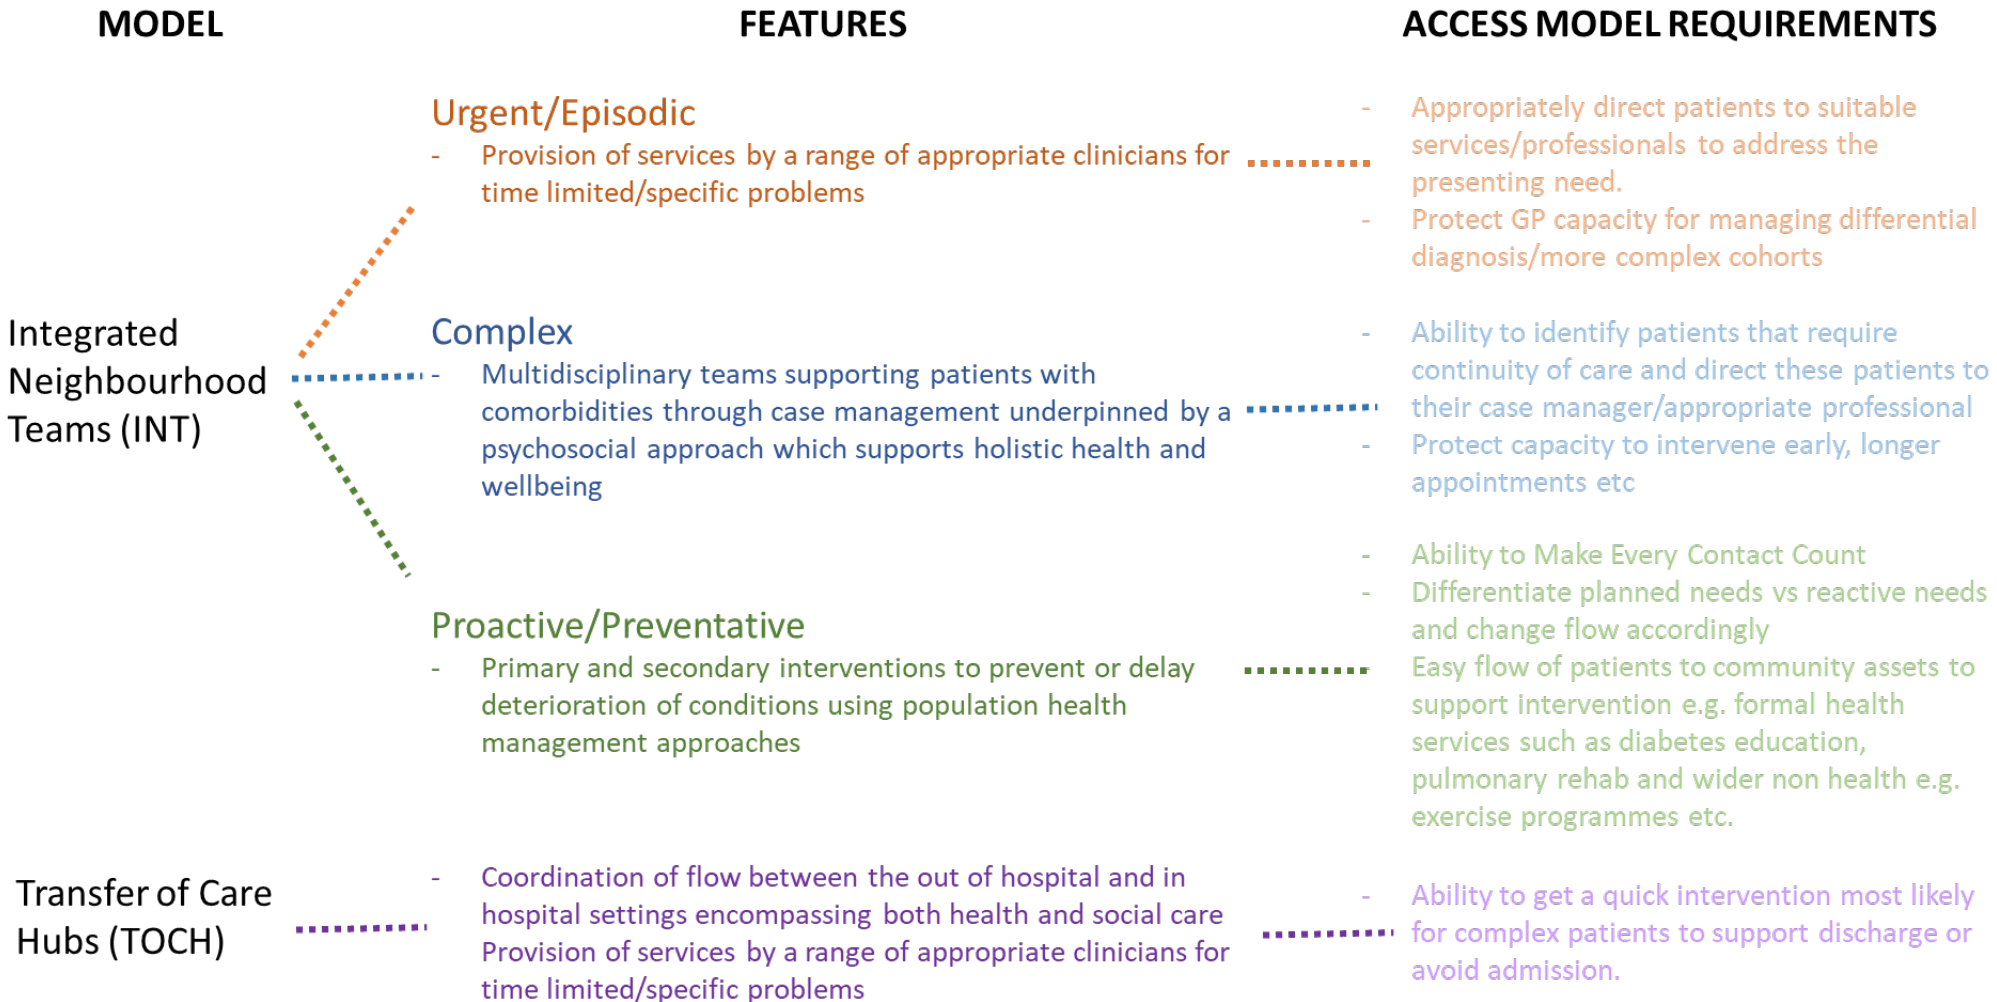 MODEL
FEATURES
ACCESS MODEL REQUIREMENTS
Integrated
Neighbourhood
Teams (INT)
Urgent/Episodic
- Provision of services by a range of appropriate clinicians for
time limited/specific problems
- Appropriately direct patients to suitable
services/professionals to address the
presenting need.
- Protect GP capacity for managing differential
diagnosis/more complex cohorts
Complex
- Multidisciplinary teams supporting patients with
comorbidities through case management underpinned by a
psychosocial approach which supports holistic health and
wellbeing
- Ability to identify patients that require
continuity of care and direct these patients to
their case manager/appropriate professional
- Protect capacity to intervene early, longer
appointments etc
Proactive/Preventative
- Primary and secondary interventions to prevent or delay
deterioration of conditions using population health
management approaches
- Ability to Make Every Contact Count
- Differentiate planned needs vs reactive needs
and change flow accordingly
- Easy flow of patients to community assets to
support intervention e.g. formal health
services such as diabetes education,
pulmonary rehab and wider non health e.g.
exercise programmes etc.
Transfer of Care
Hubs (TOCH)
- Coordination of flow between the out of hospital and in
hospital settings encompassing both health and social care
Provision of services by a range of appropriate clinicians for
time limited/specific problems
- Ability to get a quick intervention most likely
for complex patients to support discharge or
avoid admission.